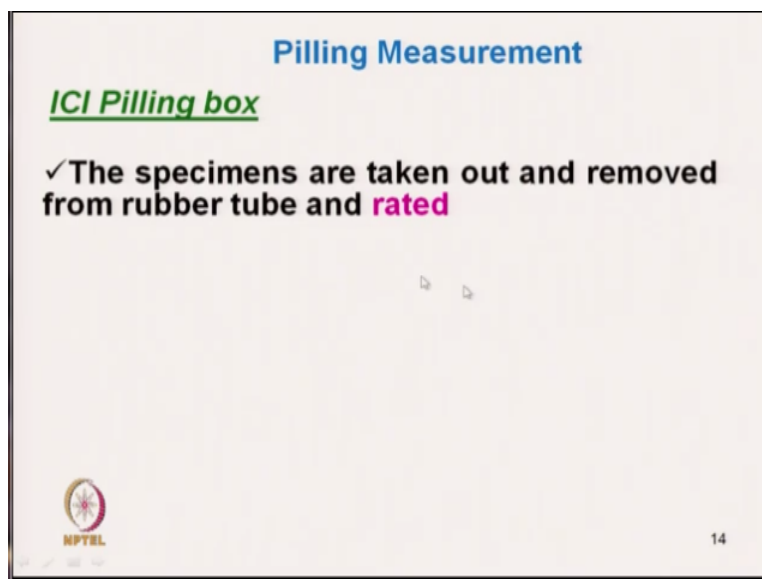 Pilling Measurement
ICI Pilling box
✓The specimens are taken out and removed
from rubber tube and rated
NPTEL
14